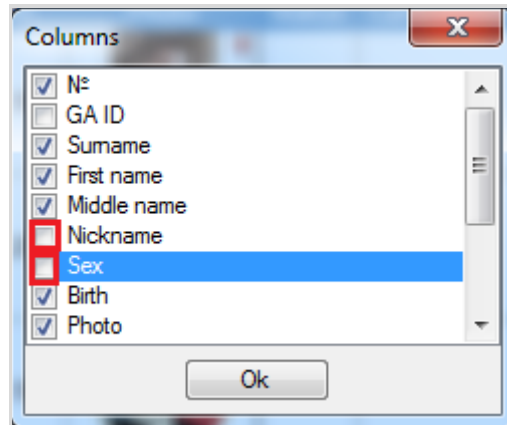 Columns
№
GA ID
Surname
First name
Middle name
Nickname
Sex
Birth
Photo
Ok